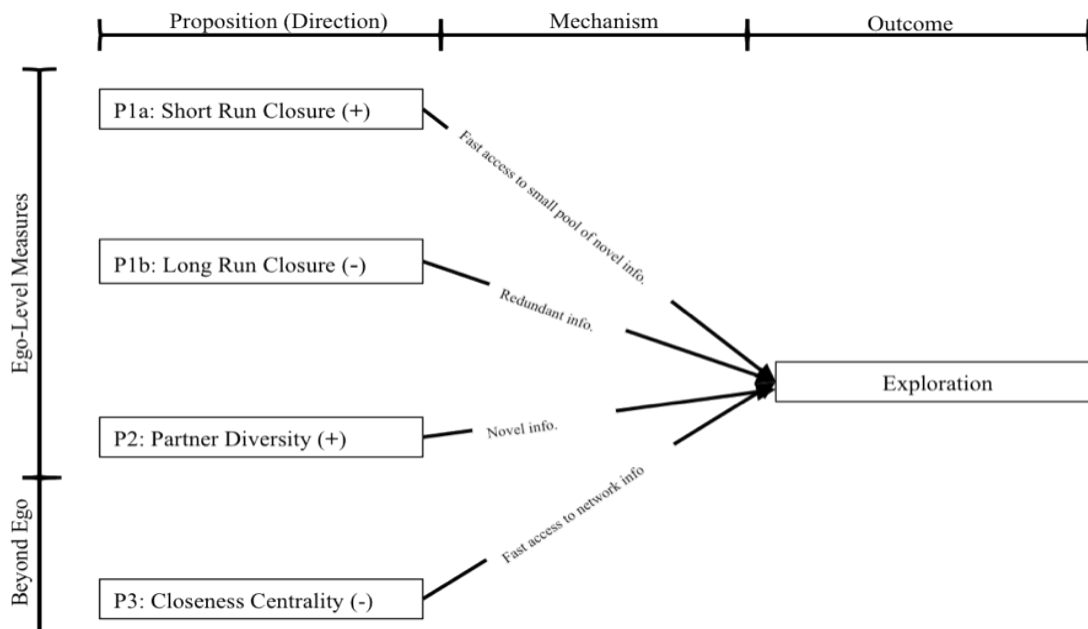 Proposition (Direction)
Mechanism
Outcome
Ego-Level Measures
P1a: Short Run Closure (+)
Fast access to small pool of novel info.
P1b: Long Run Closure (-)
Redundant info.
Exploration
P2: Partner Diversity (+)
Novel info.
Beyond Ego
Fast access to network info
P3: Closeness Centrality (-)